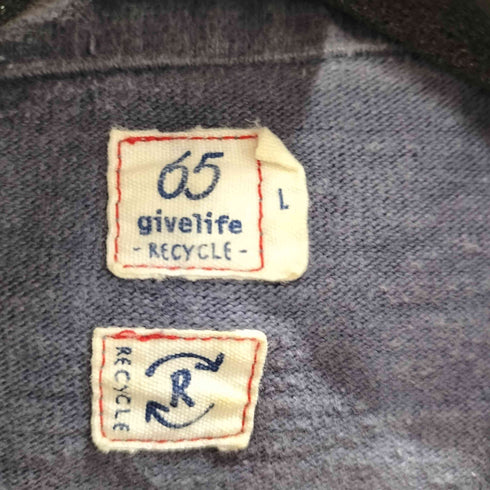 65
givelife
- RECYCLE -
L
RECYCLE
R